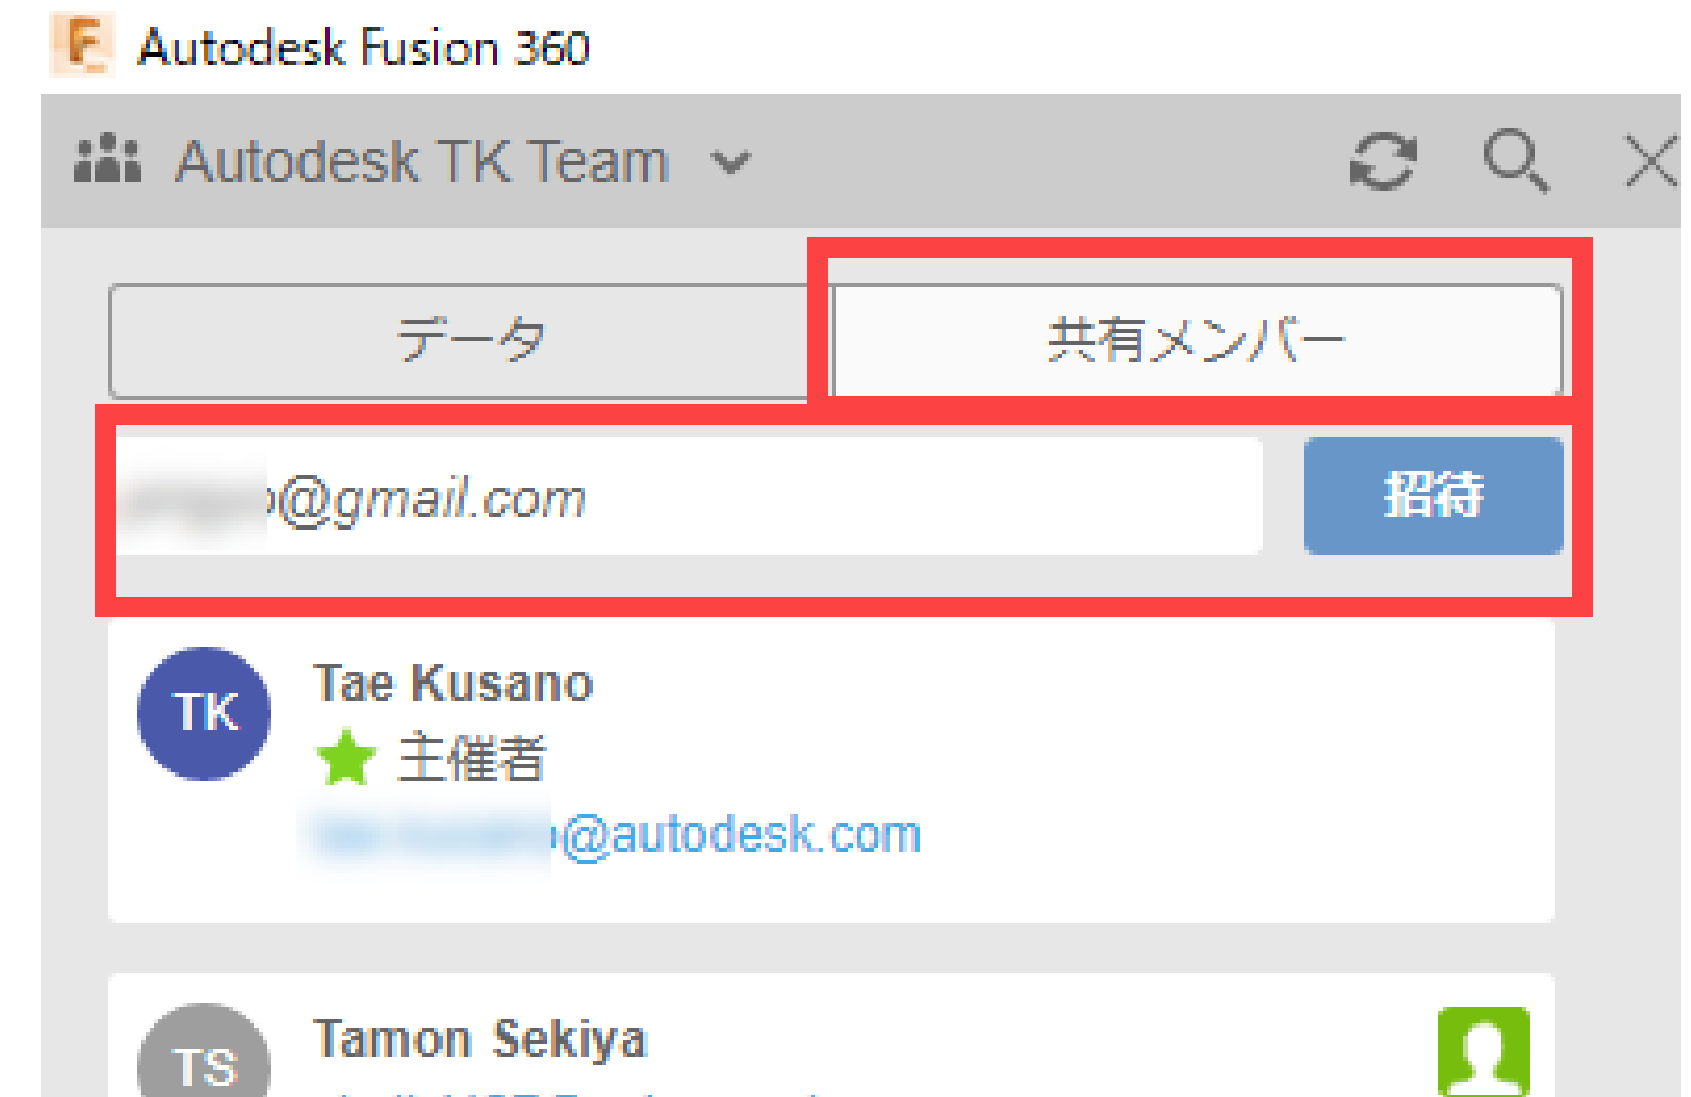 Autodesk Fusion 360
Autodesk TK Team
データ 共有メンバー
@gmail.com 招待
TK Tae Kusano
主催者
@autodesk.com
TS Tamon Sekiya